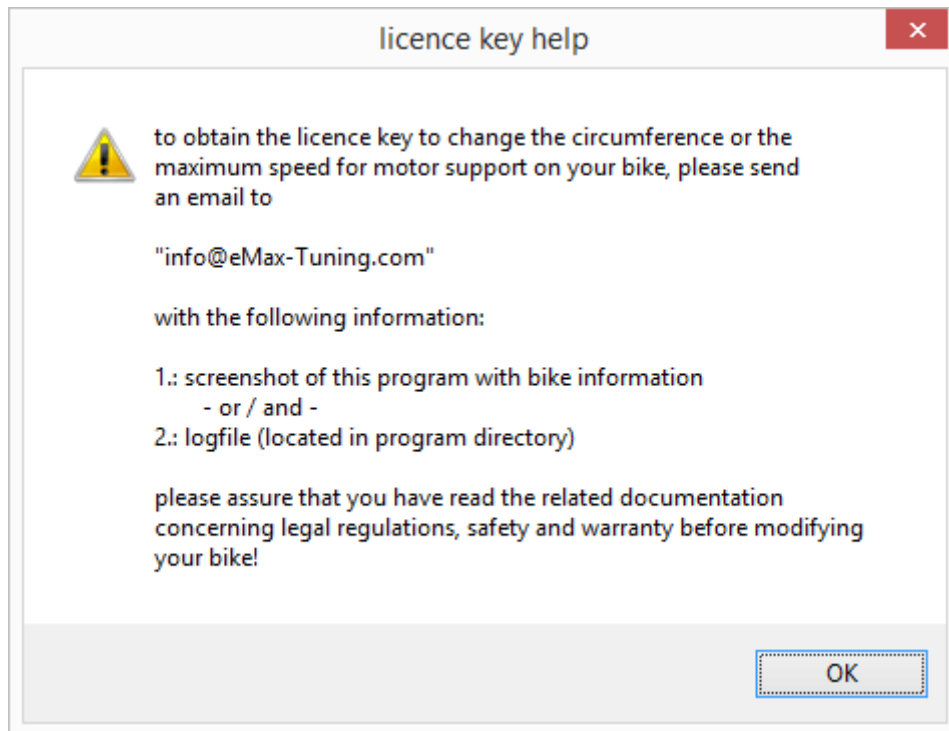 licence key help
to obtain the licence key to change the circumference or the
maximum speed for motor support on your bike, please send
an email to
"info@eMax-Tuning.com"
with the following information:
1.: screenshot of this program with bike information
- or / and -
2.: logfile (located in program directory)
please assure that you have read the related documentation
concerning legal regulations, safety and warranty before modifying
your bike!
OK